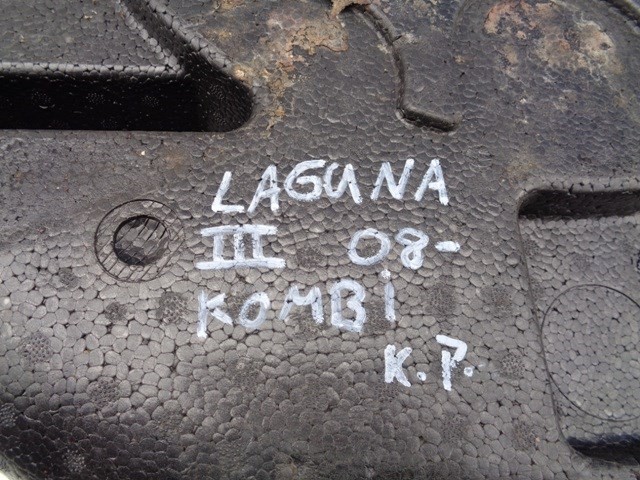 LAGUNA
III 08-
KOMBi
K.P.